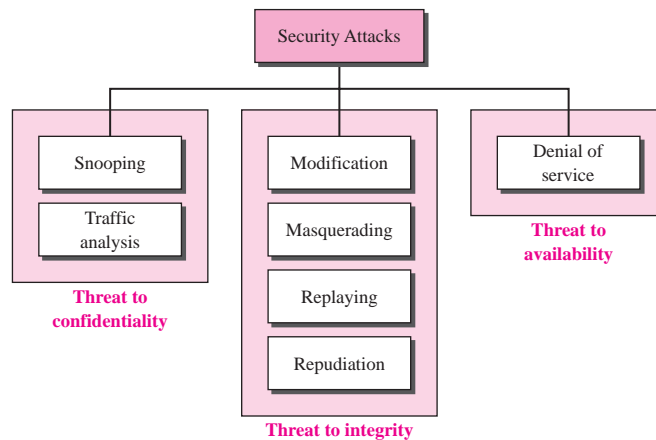 Security Attacks
Snooping
Traffic
analysis
Threat to
confidentiality
Modification
Masquerading
Replaying
Repudiation
Threat to integrity
Denial of
service
Threat to
availability